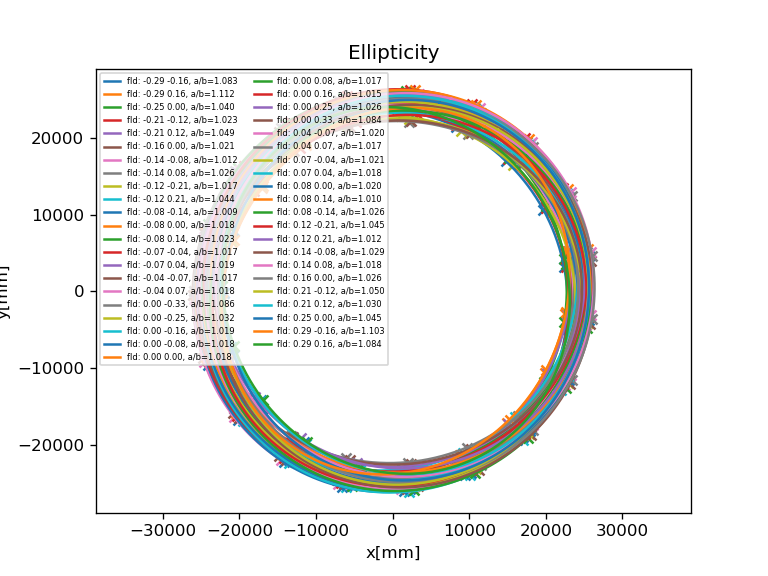 Ellipticity
fld: -0.29 -0.16, a/b=1.083
fld: -0.29 0.16, a/b=1.112
fld: -0.25 0.00, a/b=1.040
fld: -0.21 -0.12, a/b=1.023
fld: -0.21 0.12, a/b=1.049
fld: -0.16 0.00, a/b=1.021
fld: -0.14 -0.08, a/b=1.012
fld: -0.14 0.08, a/b=1.026
fld: -0.12 -0.21, a/b=1.017
fld: -0.12 0.21, a/b=1.044
fld: -0.08 -0.14, a/b=1.009
fld: -0.08 0.00, a/b=1.018
fld: -0.08 0.14, a/b=1.023
fld: -0.07 -0.04, a/b=1.017
fld: -0.07 0.04, a/b=1.019
fld: -0.04 -0.07, a/b=1.017
fld: -0.04 0.07, a/b=1.018
fld: 0.00 -0.33, a/b=1.086
fld: 0.00 -0.25, a/b=1.032
fld: 0.00 -0.16, a/b=1.019
fld: 0.00 -0.08, a/b=1.018
fld: 0.00 0.00, a/b=1.018
fld: 0.00 0.08, a/b=1.017
fld: 0.00 0.16, a/b=1.015
fld: 0.00 0.25, a/b=1.026
fld: 0.00 0.33, a/b=1.084
fld: 0.04 -0.07, a/b=1.020
fld: 0.04 0.07, a/b=1.017
fld: 0.07 -0.04, a/b=1.021
fld: 0.07 0.04, a/b=1.018
fld: 0.08 0.00, a/b=1.020
fld: 0.08 0.14, a/b=1.010
fld: 0.08 -0.14, a/b=1.026
fld: 0.12 -0.21, a/b=1.045
fld: 0.12 0.21, a/b=1.012
fld: 0.14 -0.08, a/b=1.029
fld: 0.14 0.08, a/b=1.018
fld: 0.16 0.00, a/b=1.026
fld: 0.21 -0.12, a/b=1.050
fld: 0.21 0.12, a/b=1.030
fld: 0.25 0.00, a/b=1.045
fld: 0.29 -0.16, a/b=1.103
fld: 0.29 0.16, a/b=1.084
20000
10000
0
−10000
−20000
y[mm]
−30000 −20000 −10000 0 10000 20000 30000
x[mm]